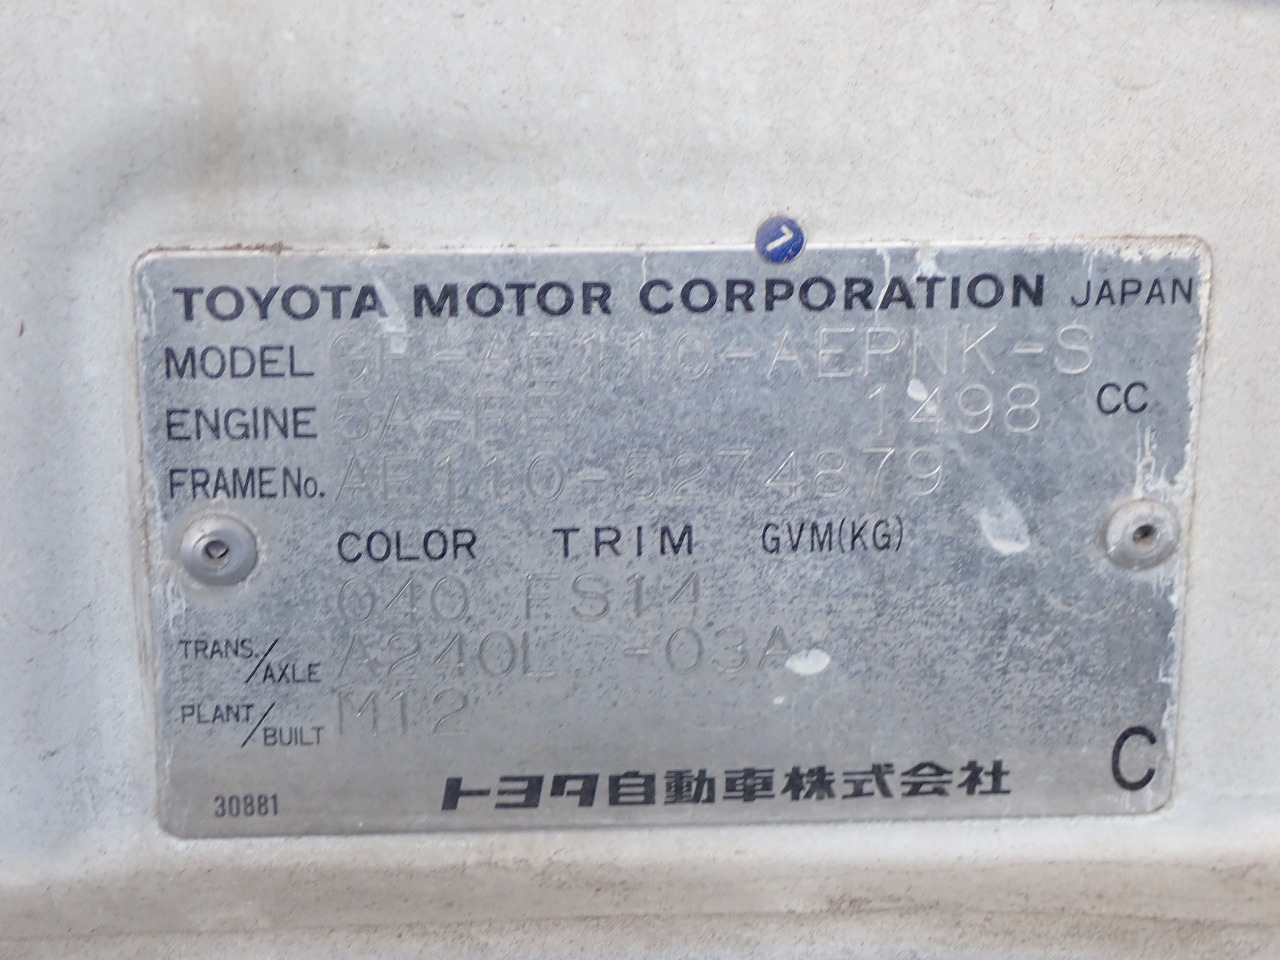 TOYOTA MOTOR CORPORATION JAPAN
MODEL GF-AE110-AEPNK-S
ENGINE 5A-FE 1498 CC
FRAME No. AE110-5274879
COLOR TRIM GVM(KG)
040 FS14
TRANS./AXLE A240L -03A
PLANT/BUILT M12
C
30881 トヨタ自動車株式会社